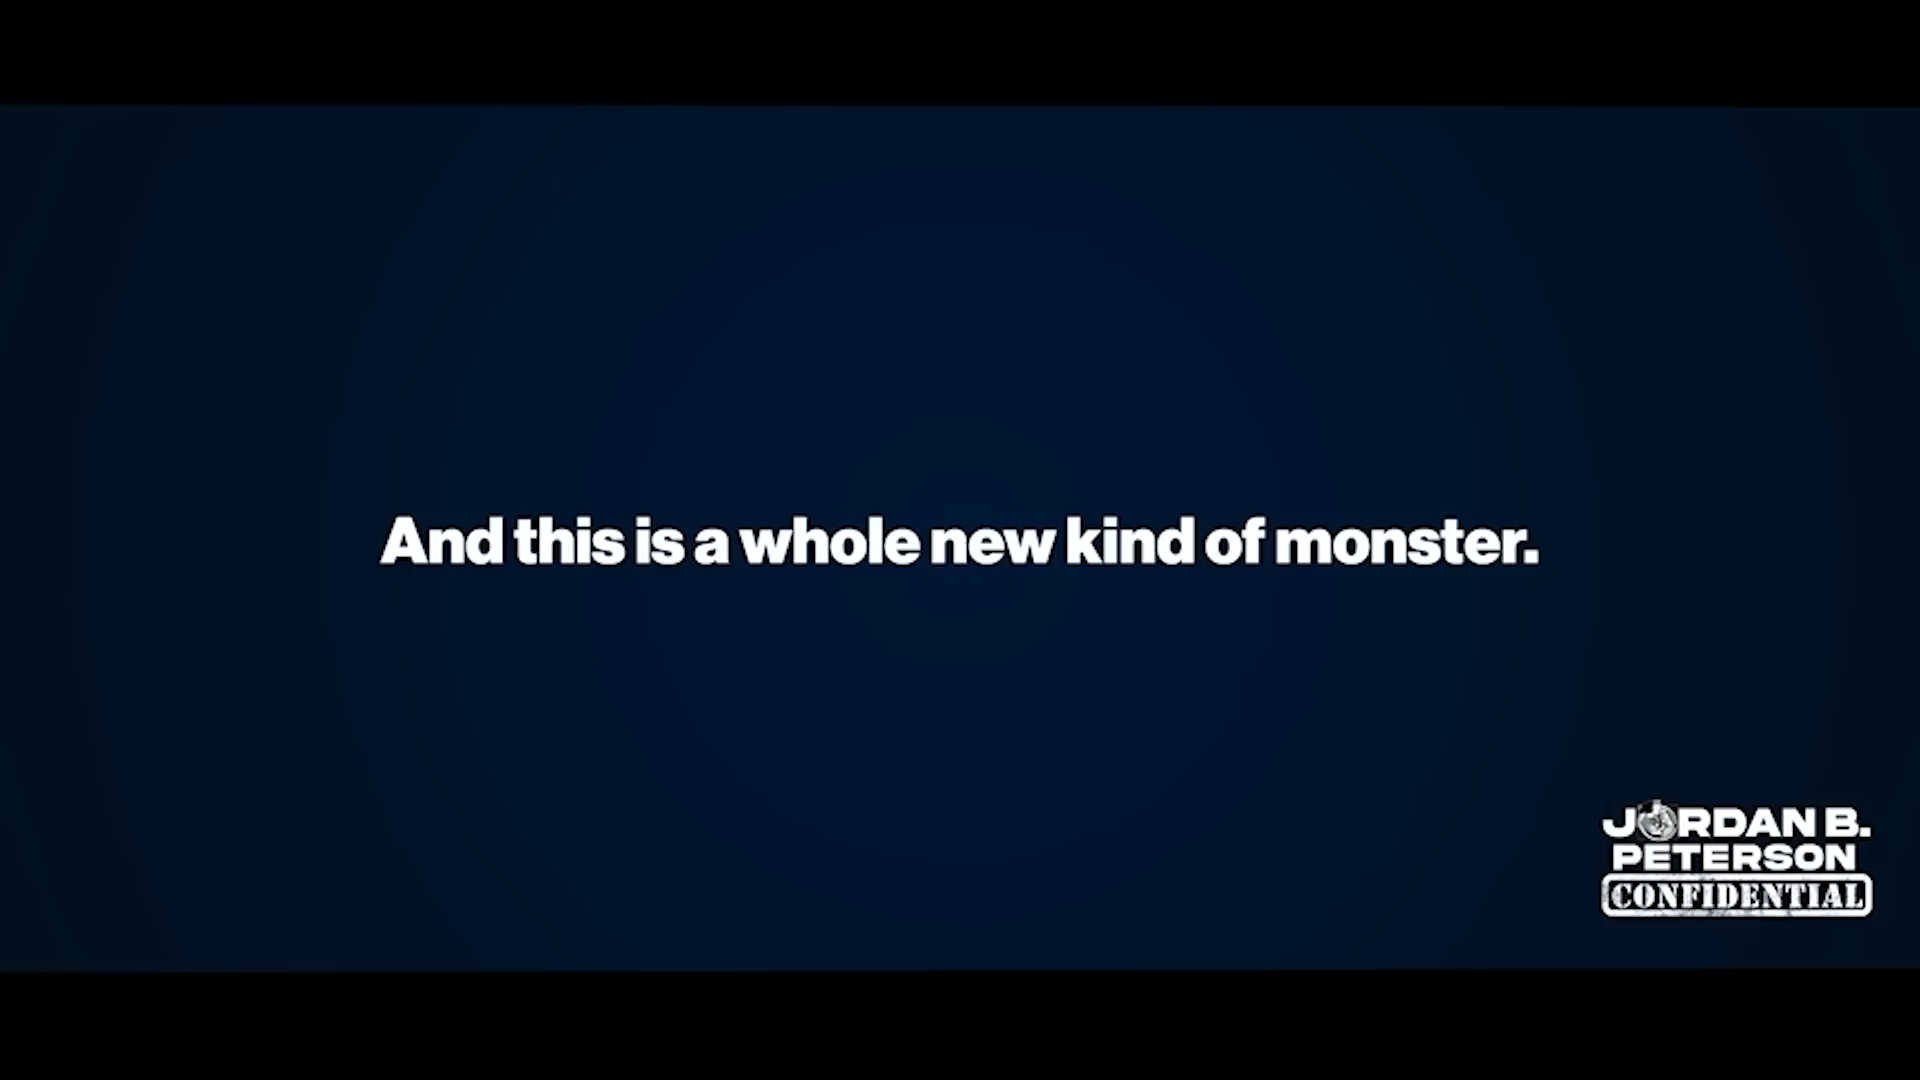 And this is a whole new kind of monster.
JORDAN B.
PETERSON
CONFIDENTIAL